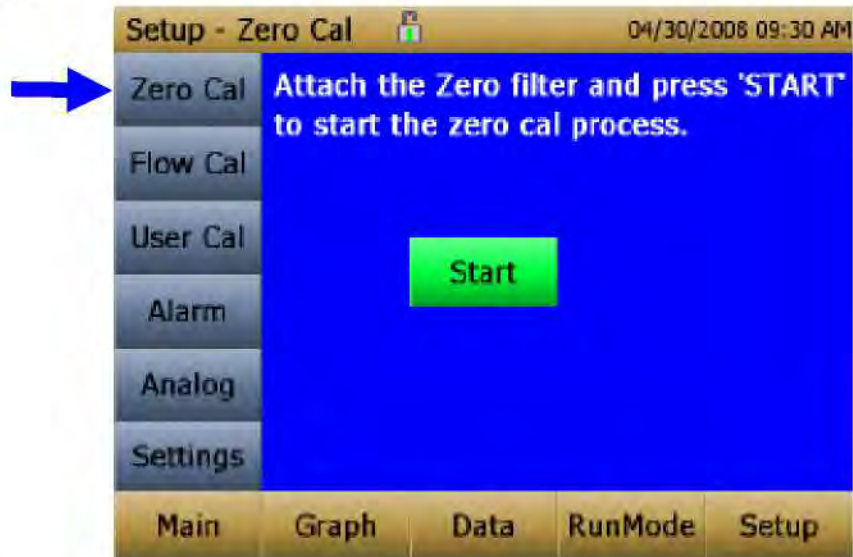 Setup - Zero Cal 04/30/2008 09:30 AM
Zero Cal
Attach the Zero filter and press 'START'
to start the zero cal process.
Flow Cal
User Cal
Start
Alarm
Analog
Settings
Main Graph Data RunMode Setup